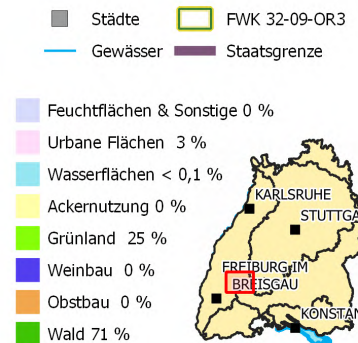 Städte
FWK 32-09-OR3
Gewässer
Staatsgrenze
Feuchtflächen & Sonstige 0 %
Urbane Flächen 3 %
Wasserflächen < 0,1 %
Ackernutzung 0 %
Grünland 25 %
Weinbau 0 %
Obstbau 0 %
Wald 71 %
KARLSRUHE
STUTTGA
FREIBURG IM
BREISGAU
KONSTAN